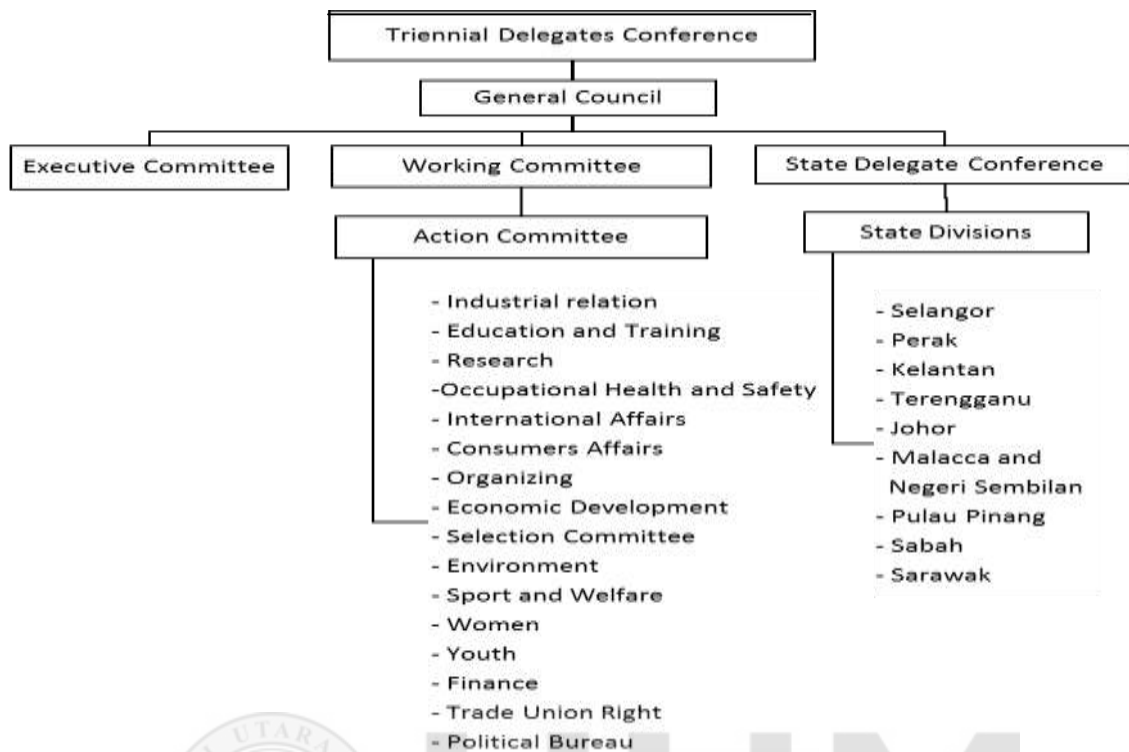 Triennial Delegates Conference
General Council
Executive Committee
Working Committee
State Delegate Conference
Action Committee
State Divisions
- Industrial relation
- Education and Training
- Research
-Occupational Health and Safety
- International Affairs
- Consumers Affairs
- Organizing
- Economic Development
- Selection Committee
- Environment
- Sport and Welfare
- Women
- Youth
- Finance
- Trade Union Right
- Political Bureau
- Selangor
- Perak
- Kelantan
- Terengganu
- Johor
- Malacca and
Negeri Sembilan
- Pulau Pinang
- Sabah
- Sarawak
UTARA